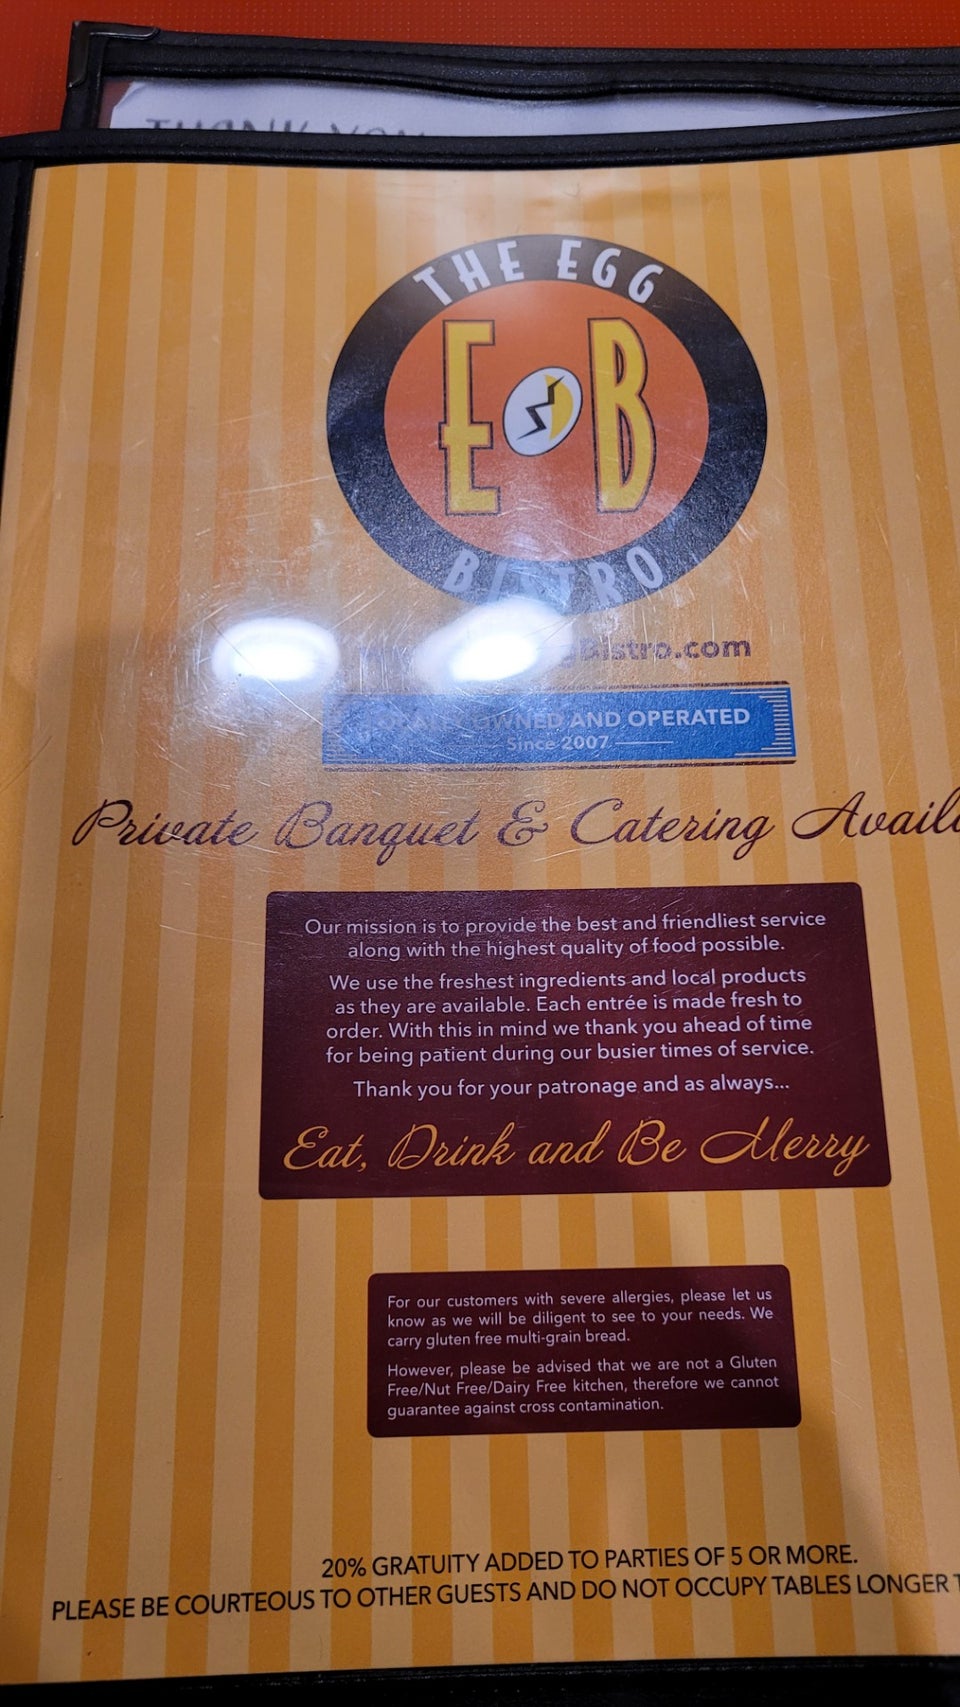 THANK YOU
THE EGG
E B
BISTRO
OWNED AND OPERATED
Since 2007
Private Banquet & Catering
Our mission is to provide the best and friendliest service
along with the highest quality of food possible.
We use the freshest ingredients and local products
as they are available. Each entrée is made fresh to
order. With this in mind we thank you ahead of time
for being patient during our busier times of service.
Thank you for your patronage and as always...
Eat, Drink and Be Merry
For our customers with severe allergies, please let us
know as we will be diligent to see to your needs. We
carry gluten free multi-grain bread.
However, please be advised that we are not a Gluten
Free/Nut Free/Dairy Free kitchen, therefore we cannot
guarantee against cross contamination.
20% GRATUITY ADDED TO PARTIES OF 5 OR MORE.
PLEASE BE COURTEOUS TO OTHER GUESTS AND DO NOT OCCUPY TABLES LONGER